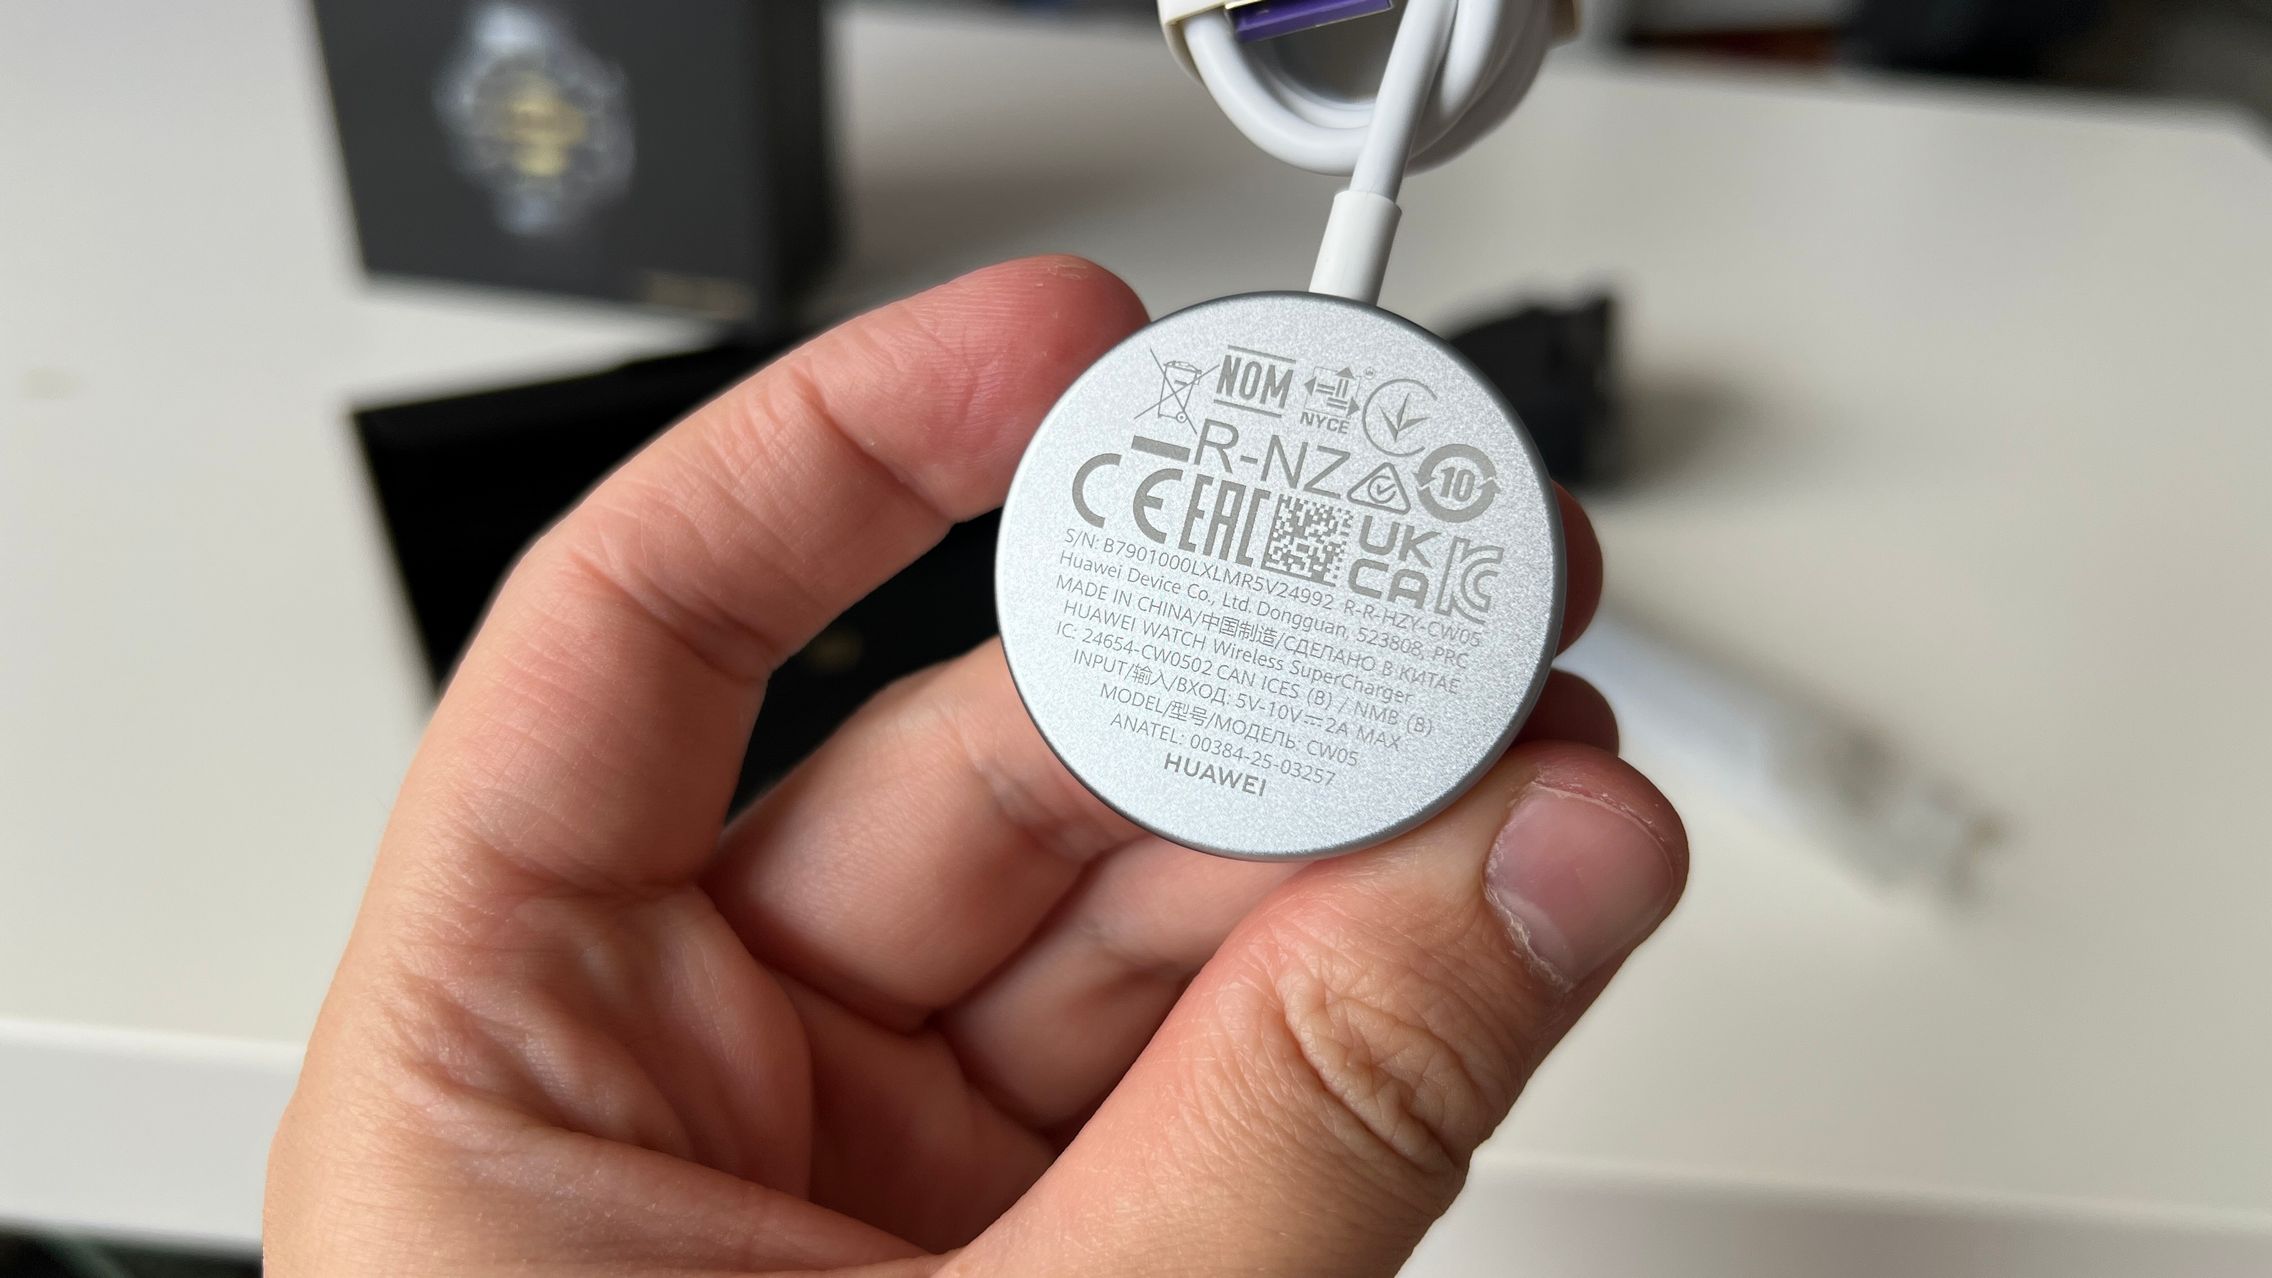 NOM NYCE
R-NZ 10
CE EAC UK CA
S/N: B7901000LXLMR5V24992 R-R-HZY-CW05
Huawei Device Co., Ltd. Dongguan, 523808, PRC
MADE IN CHINA/中国制造/СДЕЛАНО В КИТАЕ
HUAWEI WATCH Wireless SuperCharger
IC: 24654-CW0502 CAN ICES (B) / NMB (B)
INPUT/输入/ВХОД: 5V-10V⎓2A MAX
MODEL/型号/МОДЕЛЬ: CW05
ANATEL: 00384-25-03257
HUAWEI